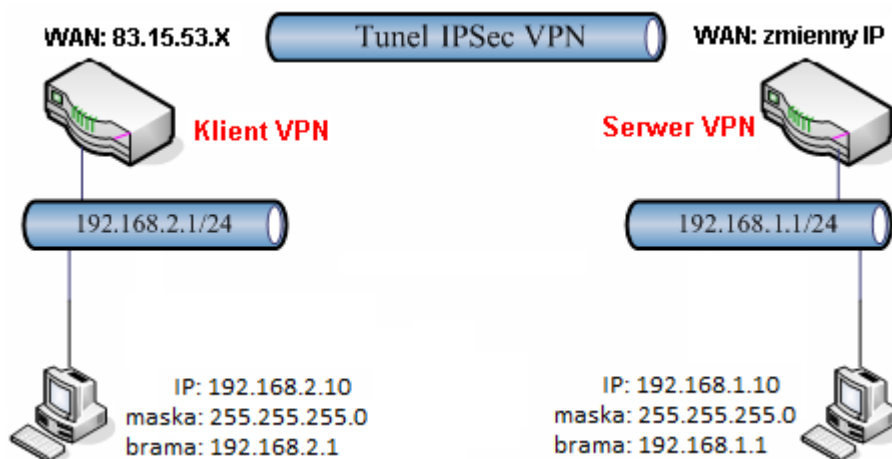 WAN: 83.15.53.X
Tunel IPSec VPN
WAN: zmienny IP
Klient VPN
Serwer VPN
192.168.2.1/24
192.168.1.1/24
IP: 192.168.2.10
maska: 255.255.255.0
brama: 192.168.2.1
IP: 192.168.1.10
maska: 255.255.255.0
brama: 192.168.1.1